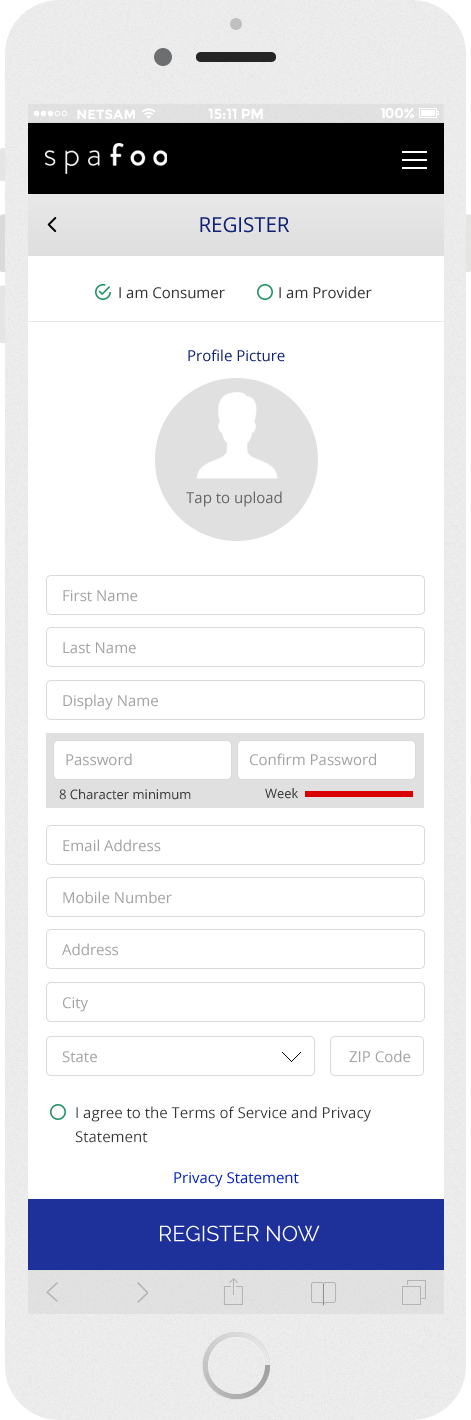 NETSAM 15:11 PM 100%
spafoo
REGISTER
I am Consumer I am Provider
Profile Picture
Tap to upload
First Name
Last Name
Display Name
Password Confirm Password
8 Character minimum Week
Email Address
Mobile Number
Address
City
State ZIP Code
I agree to the Terms of Service and Privacy
Statement
Privacy Statement
REGISTER NOW